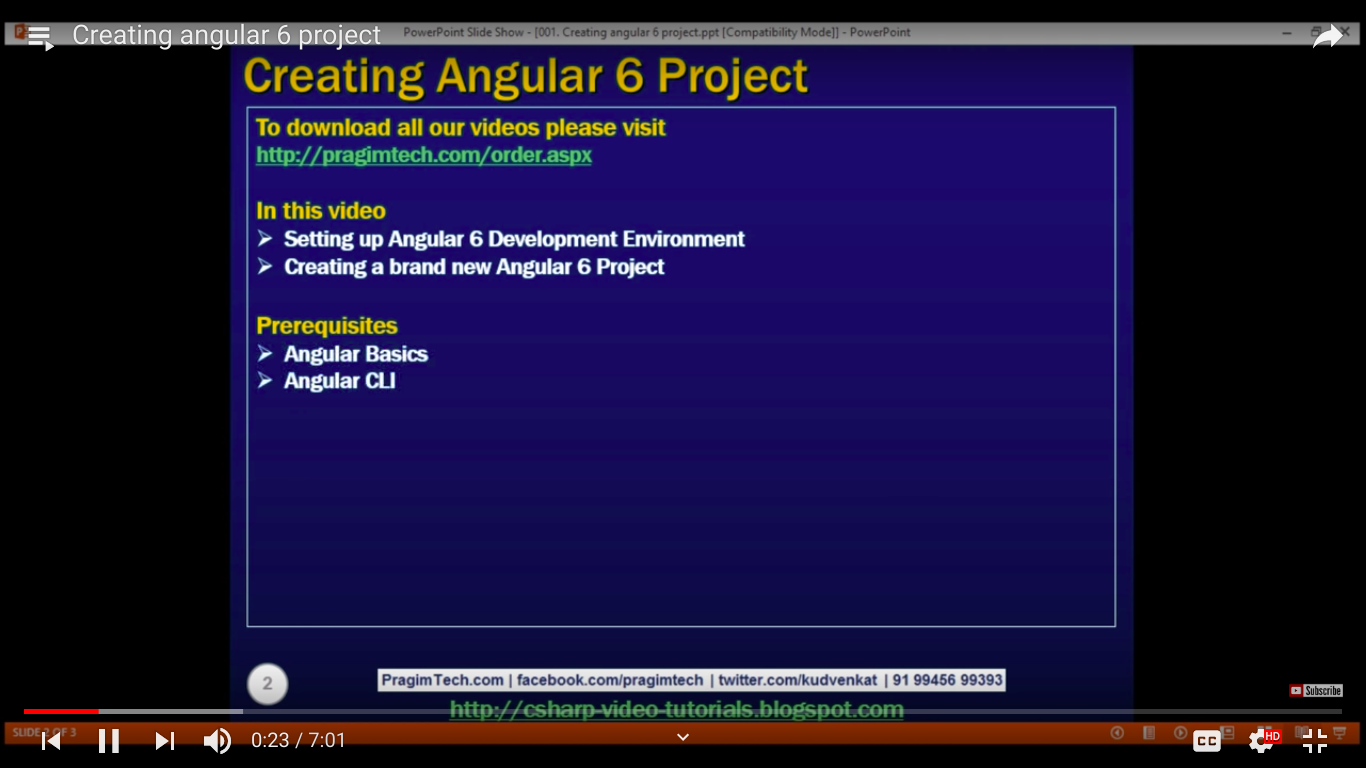 Creating angular 6 project
PowerPoint Slide Show - [001. Creating angular 6 project.ppt [Compatibility Mode]] - PowerPoint
Creating Angular 6 Project
To download all our videos please visit
http://pragimtech.com/order.aspx
In this video
Setting up Angular 6 Development Environment
Creating a brand new Angular 6 Project
Prerequisites
Angular Basics
Angular CLI
2
PragimTech.com | facebook.com/pragimtech | twitter.com/kudvenkat | 91 99456 99393
Subscribe
http://csharp-video-tutorials.blogspot.com
SLIDE 2 OF 3
0:23 / 7:01
CC
HD